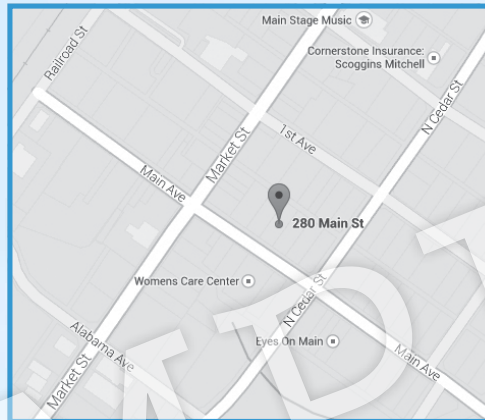 Main Stage Music
Railroad St
Cornerstone Insurance:
Scoggins Mitchell
N Cedar St
1st Ave
Market St
Main Ave
280 Main St
Womens Care Center
N Cedar St
Eyes On Main
Alabama Ave
Main Ave
Market St